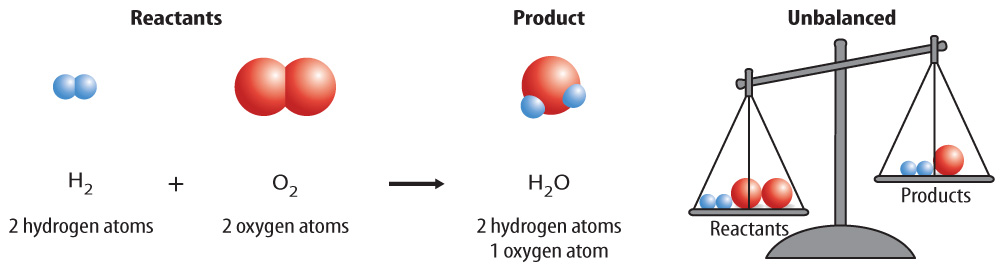 Reactants
Product
Unbalanced
H₂ + O₂ → H₂O
2 hydrogen atoms
2 oxygen atoms
2 hydrogen atoms
1 oxygen atom
Reactants
Products